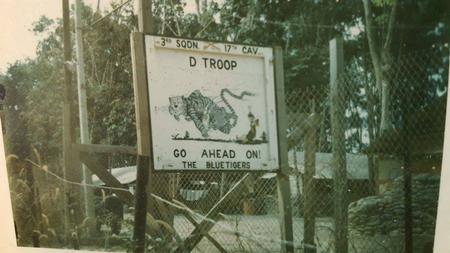 3RD SQDN. 17TH CAV.
D TROOP
GO AHEAD ON!
THE BLUETIGERS